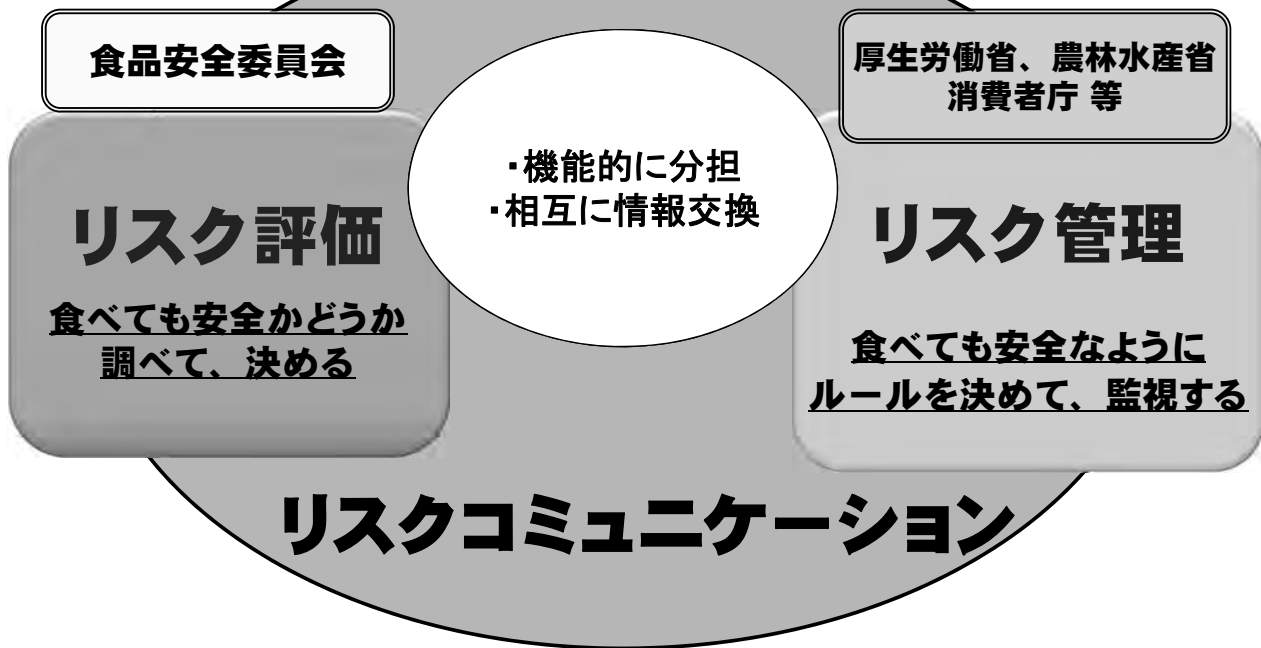 食品安全委員会
リスク評価
食べても安全かどうか
調べて、決める
・機能的に分担
・相互に情報交換
厚生労働省、農林水産省
消費者庁 等
リスク管理
食べても安全なように
ルールを決めて、監視する
リスクコミュニケーション